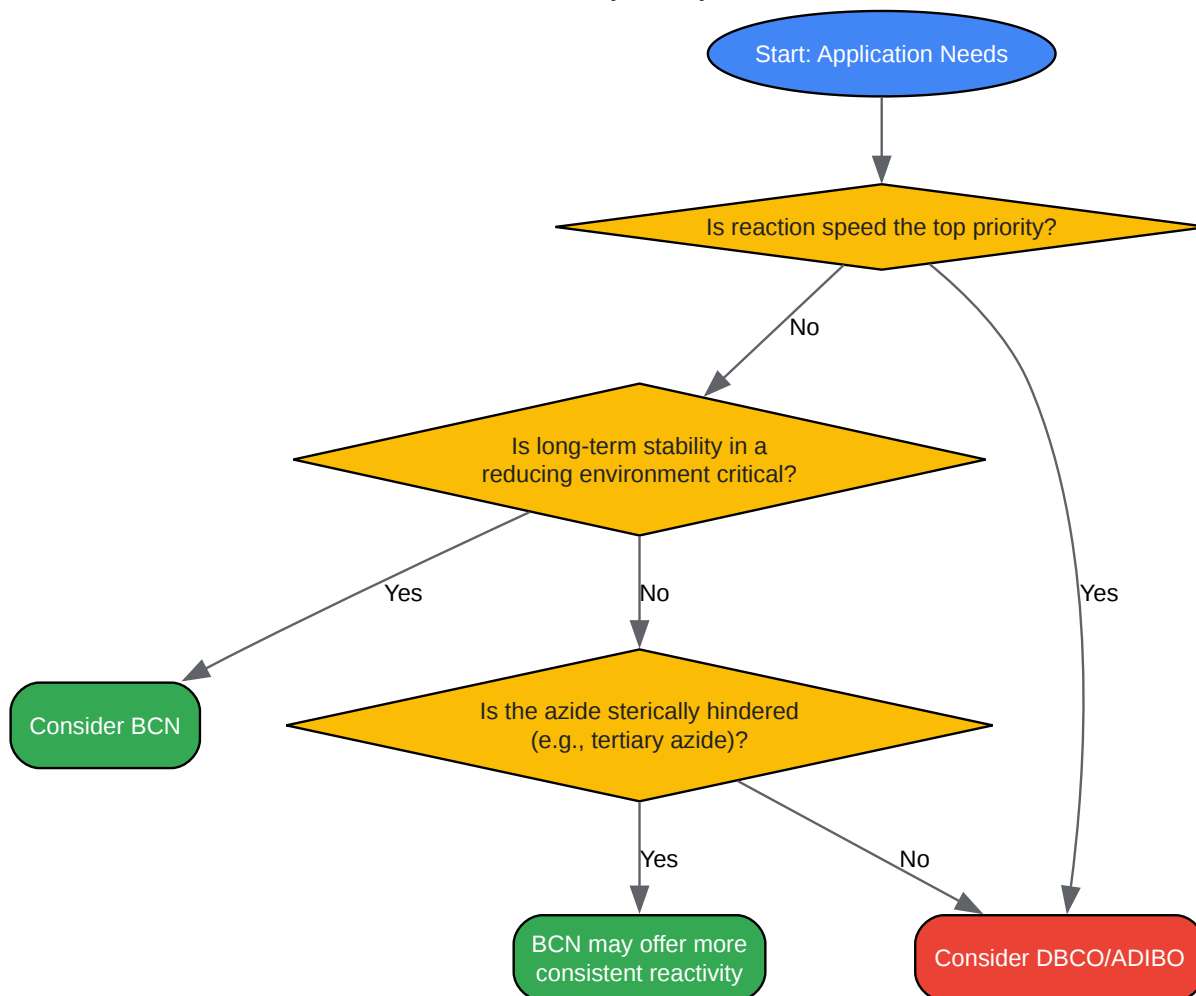 Start: Application Needs
Is reaction speed the top priority?
No
Is long-term stability in a
reducing environment critical?
Yes
No
Yes
Is the azide sterically hindered
(e.g., tertiary azide)?
Consider BCN
Yes
No
BCN may offer more
consistent reactivity
Consider DBCO/ADIBO